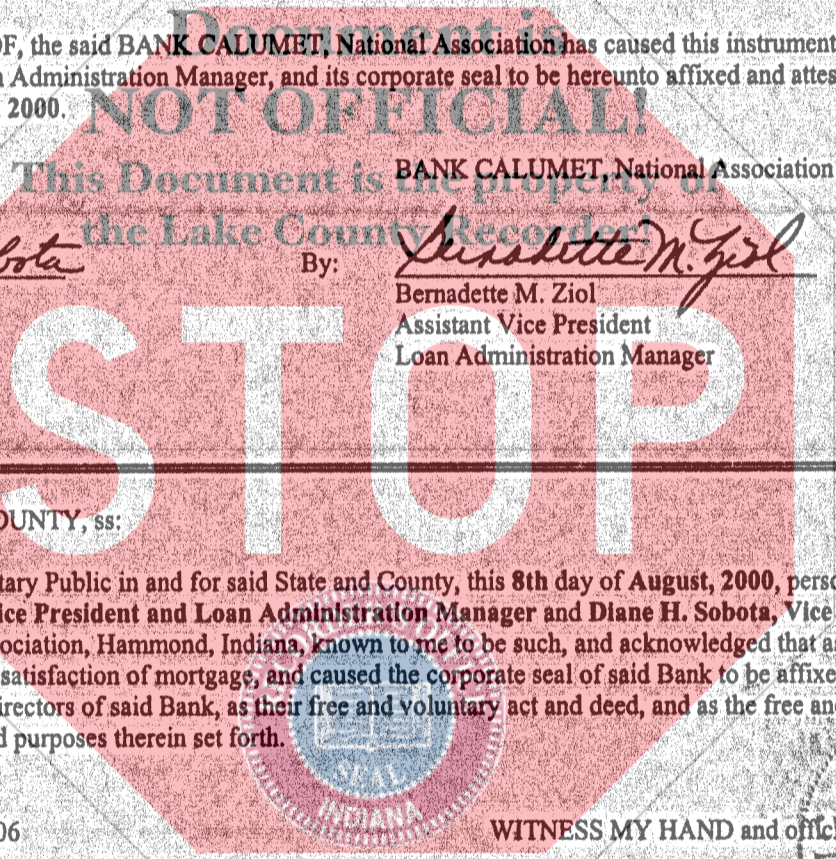 Document is
OF, the said BANK CALUMET, National Association has caused this instrument
Administration Manager, and its corporate seal to be hereunto affixed and attes
2000.
NOT OFFICIAL!
This Document is the property of
BANK CALUMET, National Association
the Lake County Recorder!
obota
By: Bernadette M. Ziol
Bernadette M. Ziol
Assistant Vice President
Loan Administration Manager
STOP
OUNTY, ss:
tary Public in and for said State and County, this 8th day of August, 2000, perso
ice President and Loan Administration Manager and Diane H. Sobota, Vice
ociation, Hammond, Indiana, known to me to be such, and acknowledged that a
satisfaction of mortgage, and caused the corporate seal of said Bank to be affixe
irectors of said Bank, as their free and voluntary act and deed, and as the free an
d purposes therein set forth.
SEAL
INDIANA
06
WITNESS MY HAND and offic